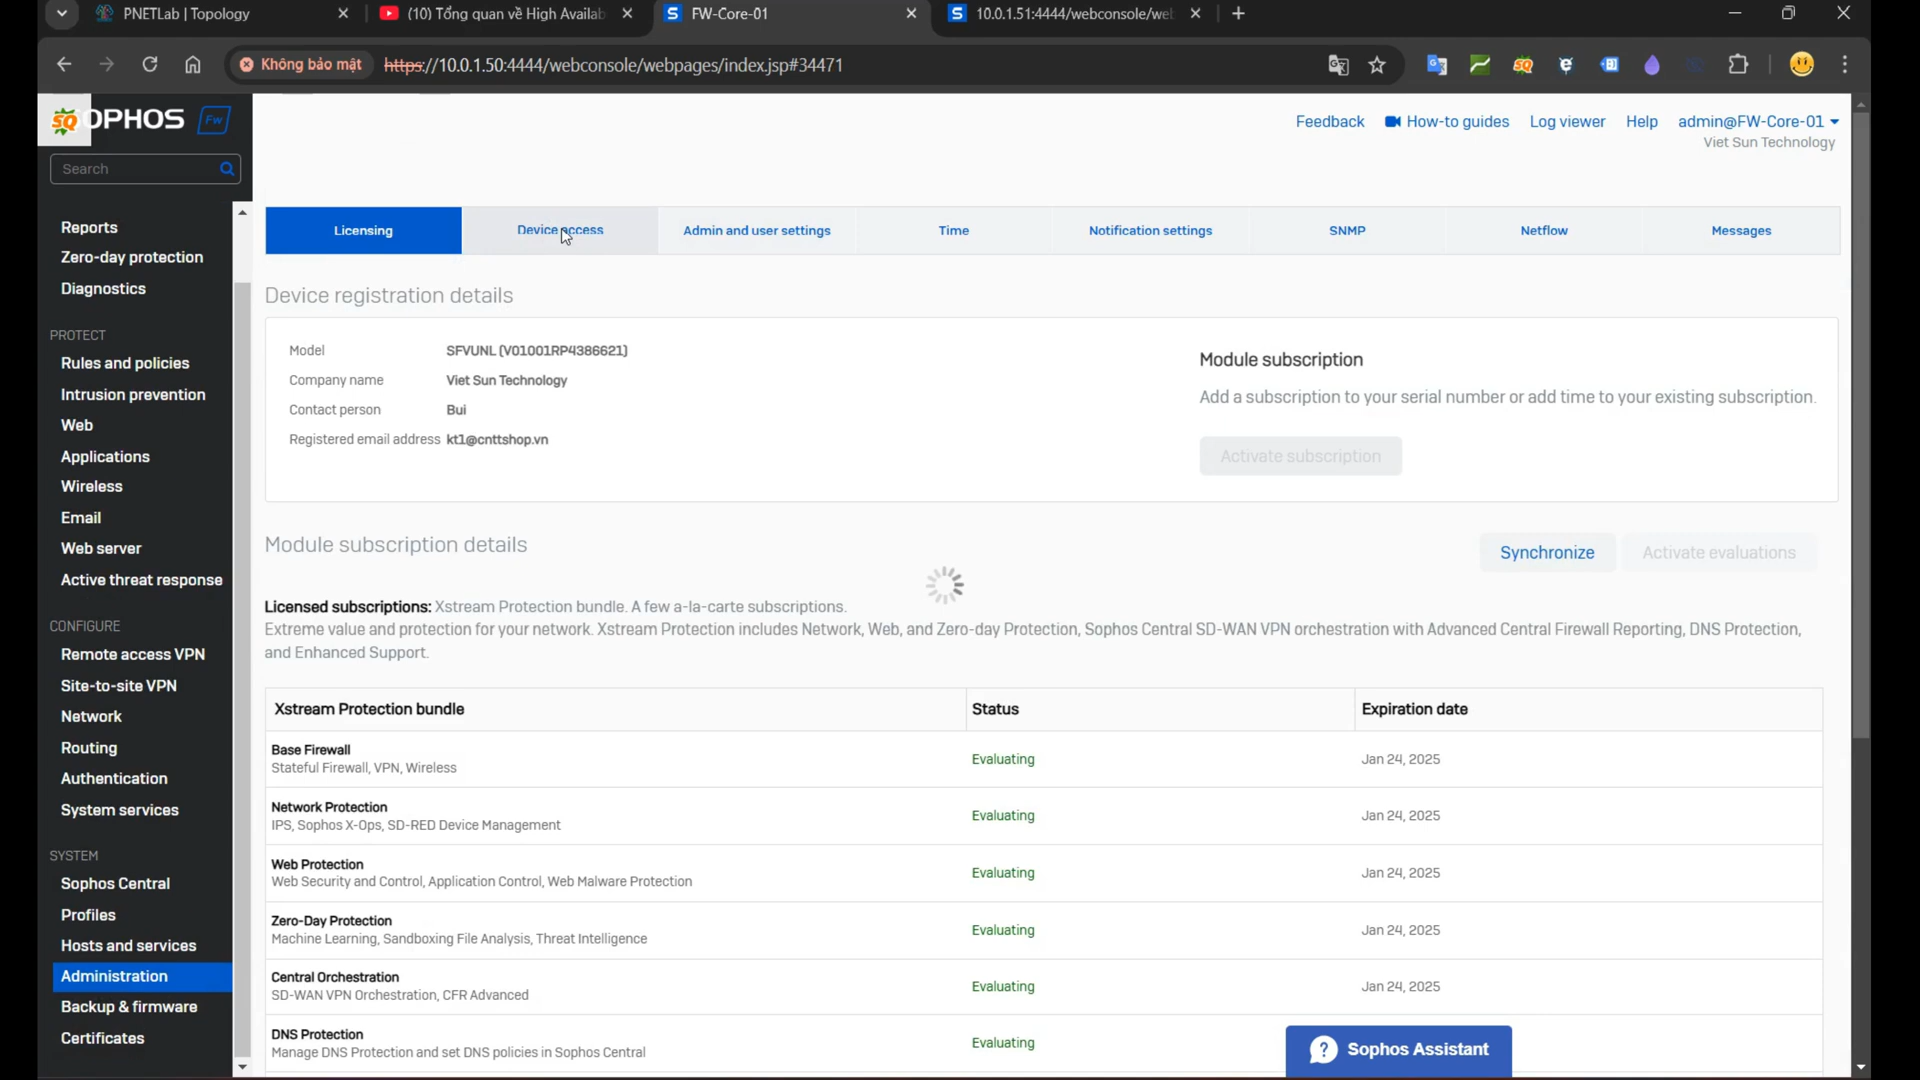 PNETLab | Topology
(10) Tổng quan về High Availab
FW-Core-01
10.0.1.51:4444/webconsole/we
Không bảo mật
https://10.0.1.50:4444/webconsole/webpages/index.jsp#34471
SQ
OPHOS
FW
Search
Feedback
How-to guides
Log viewer
Help
admin@FW-Core-01
Viet Sun Technology
Reports
Zero-day protection
Diagnostics
PROTECT
Rules and policies
Intrusion prevention
Web
Applications
Wireless
Email
Web server
Active threat response
CONFIGURE
Remote access VPN
Site-to-site VPN
Network
Routing
Authentication
System services
SYSTEM
Sophos Central
Profiles
Hosts and services
Administration
Backup & firmware
Certificates
Licensing
Device access
Admin and user settings
Time
Notification settings
SNMP
Netflow
Messages
Device registration details
Model SFVUNL (V01001RP4386621)
Company name Viet Sun Technology
Contact person Bui
Registered email address kt1@cnttshop.vn
Module subscription
Add a subscription to your serial number or add time to your existing subscription.
Activate subscription
Module subscription details
Synchronize
Activate evaluations
Licensed subscriptions: Xstream Protection bundle. A few a-la-carte subscriptions.
Extreme value and protection for your network. Xstream Protection includes Network, Web, and Zero-day Protection, Sophos Central SD-WAN VPN orchestration with Advanced Central Firewall Reporting, DNS Protection,
and Enhanced Support.
Xstream Protection bundle Status Expiration date
Base Firewall
Stateful Firewall, VPN, Wireless
Evaluating Jan 24, 2025
Network Protection
IPS, Sophos X-Ops, SD-RED Device Management
Evaluating Jan 24, 2025
Web Protection
Web Security and Control, Application Control, Web Malware Protection
Evaluating Jan 24, 2025
Zero-Day Protection
Machine Learning, Sandboxing File Analysis, Threat Intelligence
Evaluating Jan 24, 2025
Central Orchestration
SD-WAN VPN Orchestration, CFR Advanced
Evaluating Jan 24, 2025
DNS Protection
Manage DNS Protection and set DNS policies in Sophos Central
Evaluating
Sophos Assistant